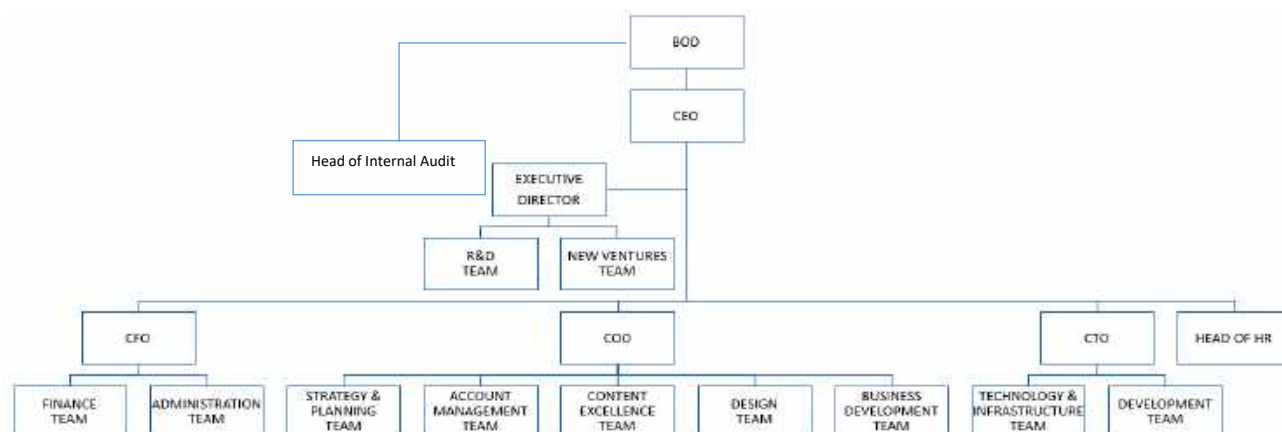 BOD
CEO
Head of Internal Audit
EXECUTIVE
DIRECTOR
R&D
TEAM
NEW VENTURES
TEAM
CFO
COO
CTO
HEAD OF HR
FINANCE
TEAM
ADMINISTRATION
TEAM
STRATEGY &
PLANNING
TEAM
ACCOUNT
MANAGEMENT
TEAM
CONTENT
EXCELLENCE
TEAM
DESIGN
TEAM
BUSINESS
DEVELOPMENT
TEAM
TECHNOLOGY &
INFRASTRUCTURE
TEAM
DEVELOPMENT
TEAM